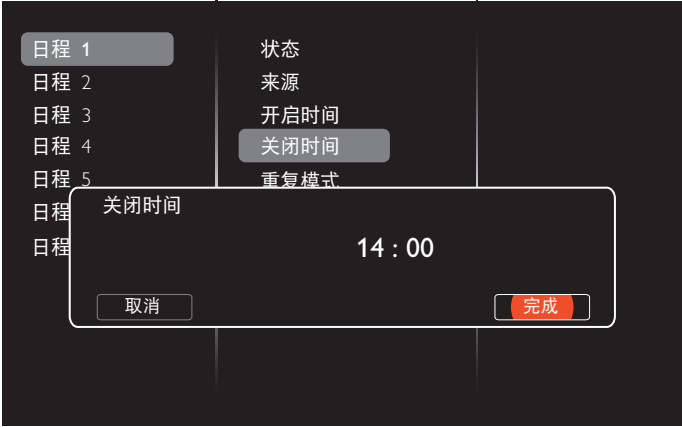 日程 1
日程 2
日程 3
日程 4
日程 5
日程
日程
状态
来源
开启时间
关闭时间
重复模式
关闭时间
14 : 00
取消
完成